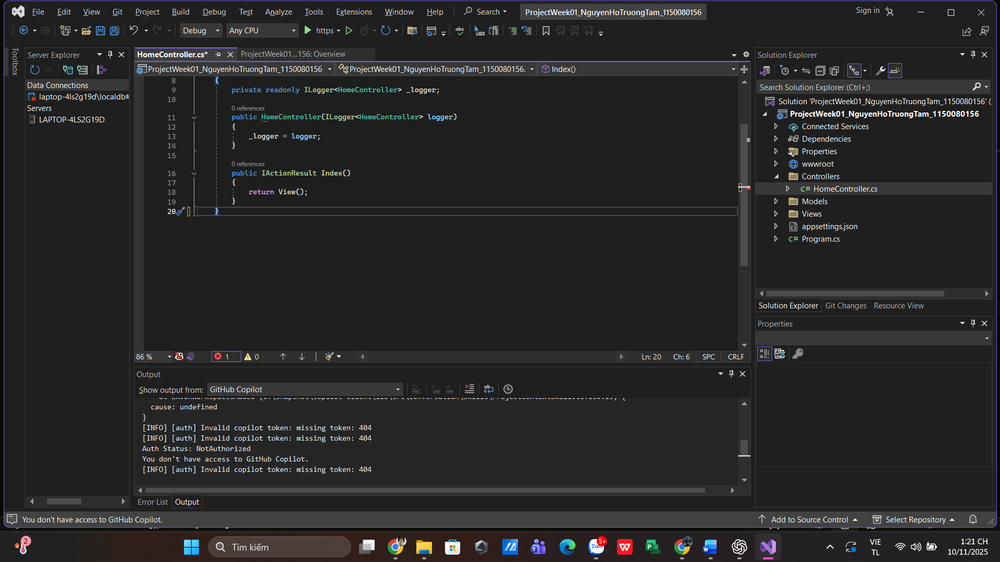 File Edit View Git Project Build Debug Test Analyze Tools Extensions Window Help Search ProjectWeek01_NguyenHoTruongTam_1150080156 Sign in
Debug Any CPU https
Toolbox
Server Explorer
Data Connections
laptop-4ls2g19d\localdb#
Servers
LAPTOP-4LS2G19D
HomeController.cs* ProjectWeek01...156: Overview
ProjectWeek01_NguyenHoTruongTam_1150080156 ProjectWeek01_NguyenHoTruongTam_1150080156. Index()
8 {
9 private readonly ILogger<HomeController> _logger;
10
0 references
11 public HomeController(ILogger<HomeController> logger)
12 {
13 _logger = logger;
14 }
15
0 references
16 public IActionResult Index()
17 {
18 return View();
19 }
20 }
86 % 1 0 Ln: 20 Ch: 6 SPC CRLF
Output
Show output from: GitHub Copilot
cause: undefined
}
[INFO] [auth] Invalid copilot token: missing token: 404
[INFO] [auth] Invalid copilot token: missing token: 404
Auth Status: NotAuthorized
You don't have access to GitHub Copilot.
[INFO] [auth] Invalid copilot token: missing token: 404
Error List Output
Solution Explorer
Search Solution Explorer (Ctrl+;)
Solution 'ProjectWeek01_NguyenHoTruongTam_1150080156' (
ProjectWeek01_NguyenHoTruongTam_1150080156
Connected Services
Dependencies
Properties
wwwroot
Controllers
C# HomeController.cs
Models
Views
appsettings.json
C# Program.cs
Solution Explorer Git Changes Resource View
Properties
You don't have access to GitHub Copilot. Add to Source Control Select Repository
2 Tìm kiếm Zalo 5+ VIE
TL
1:21 CH
10/11/2025